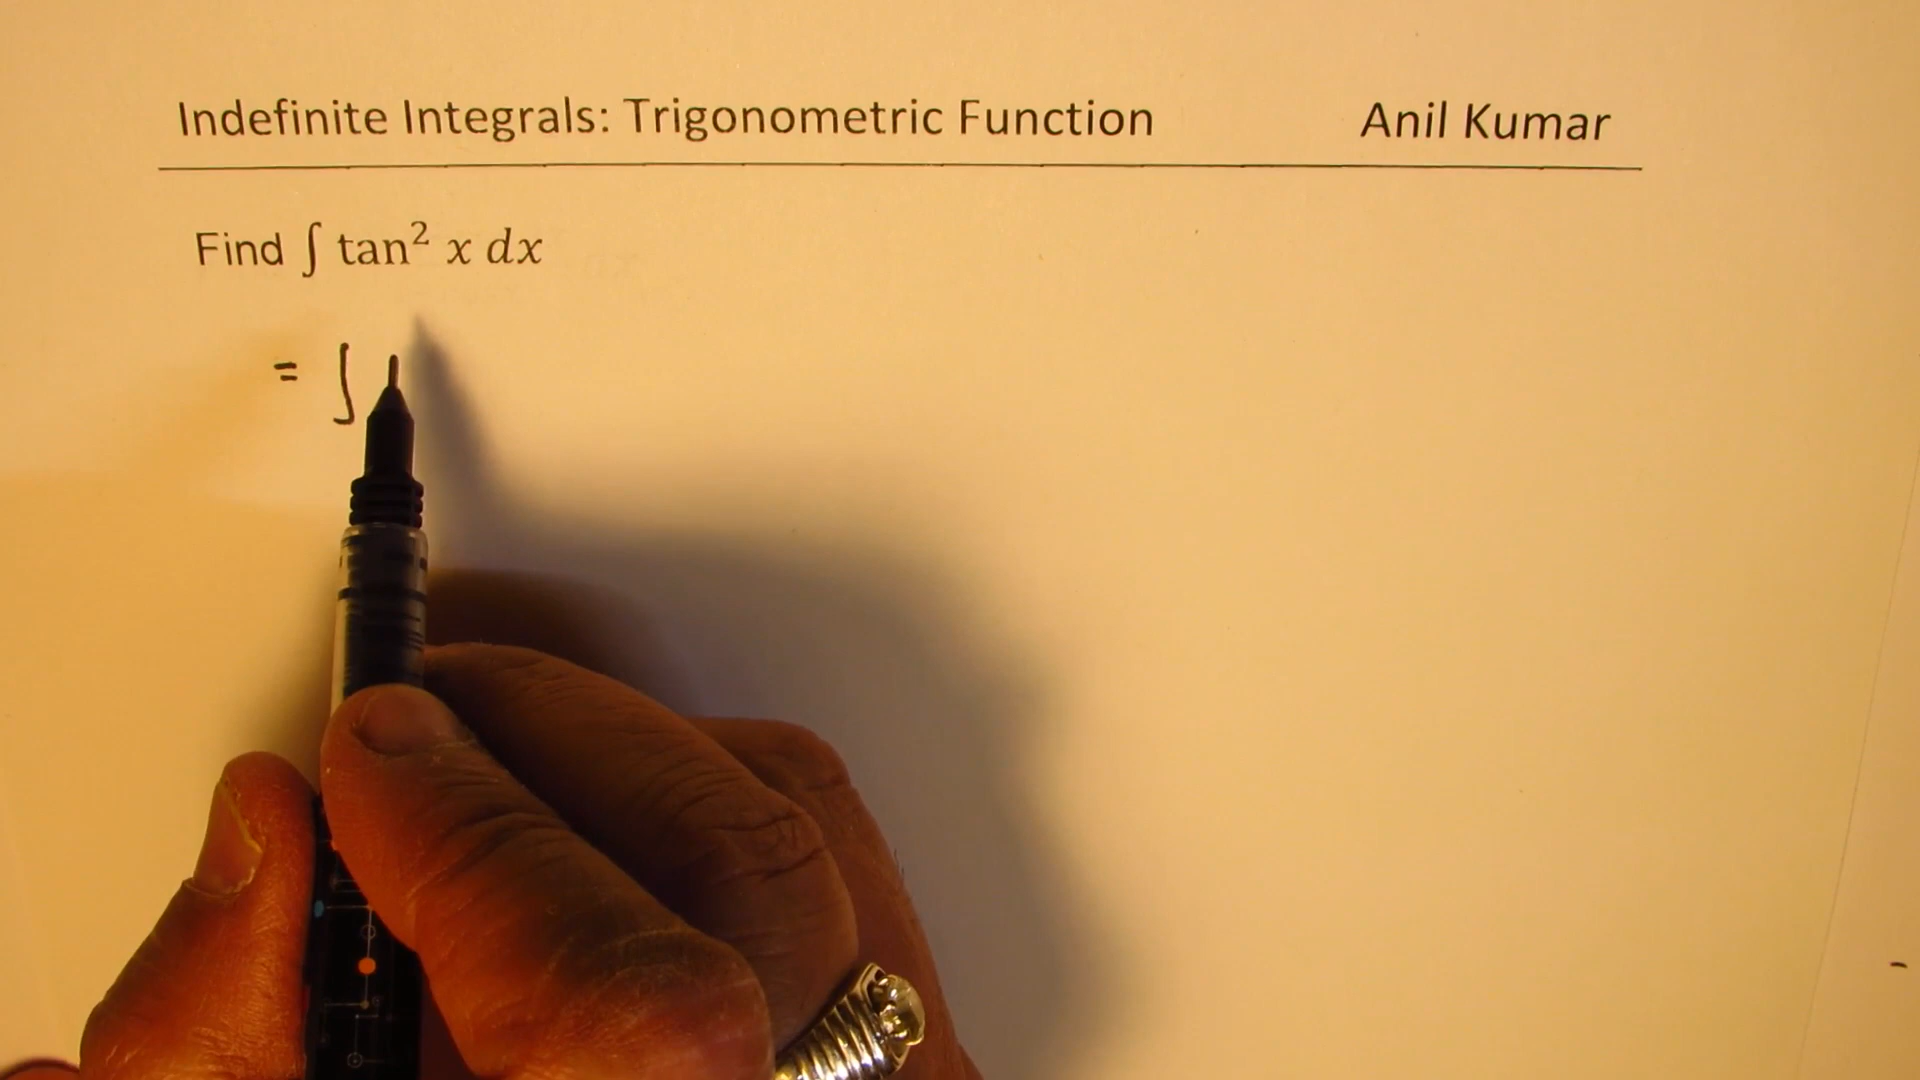 Indefinite Integrals: Trigonometric Function Anil Kumar
Find ∫ tan² x dx
= ∫